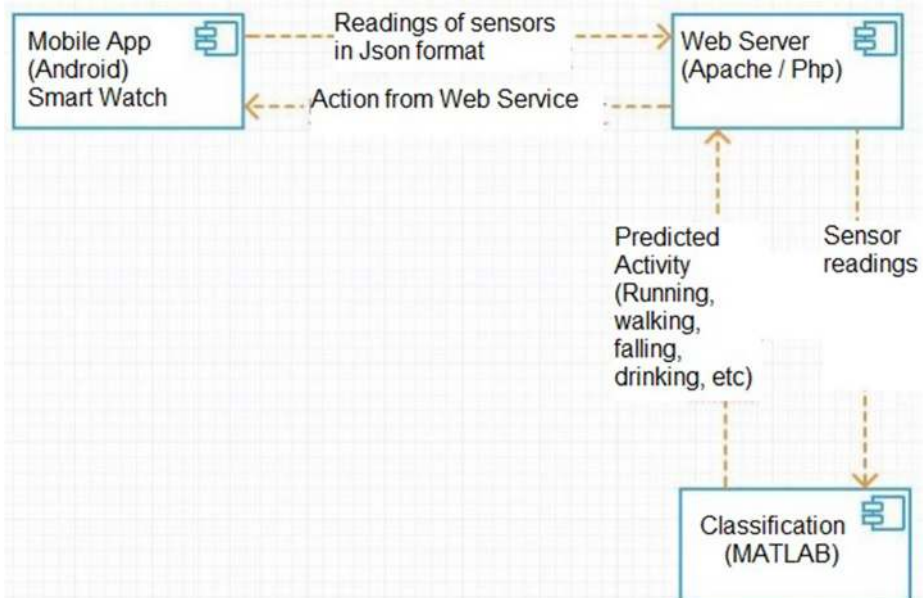 Mobile App
(Android)
Smart Watch
Readings of sensors
in Json format
Action from Web Service
Web Server
(Apache / Php)
Predicted
Activity
(Running,
walking,
falling,
drinking, etc)
Sensor
readings
Classification
(MATLAB)